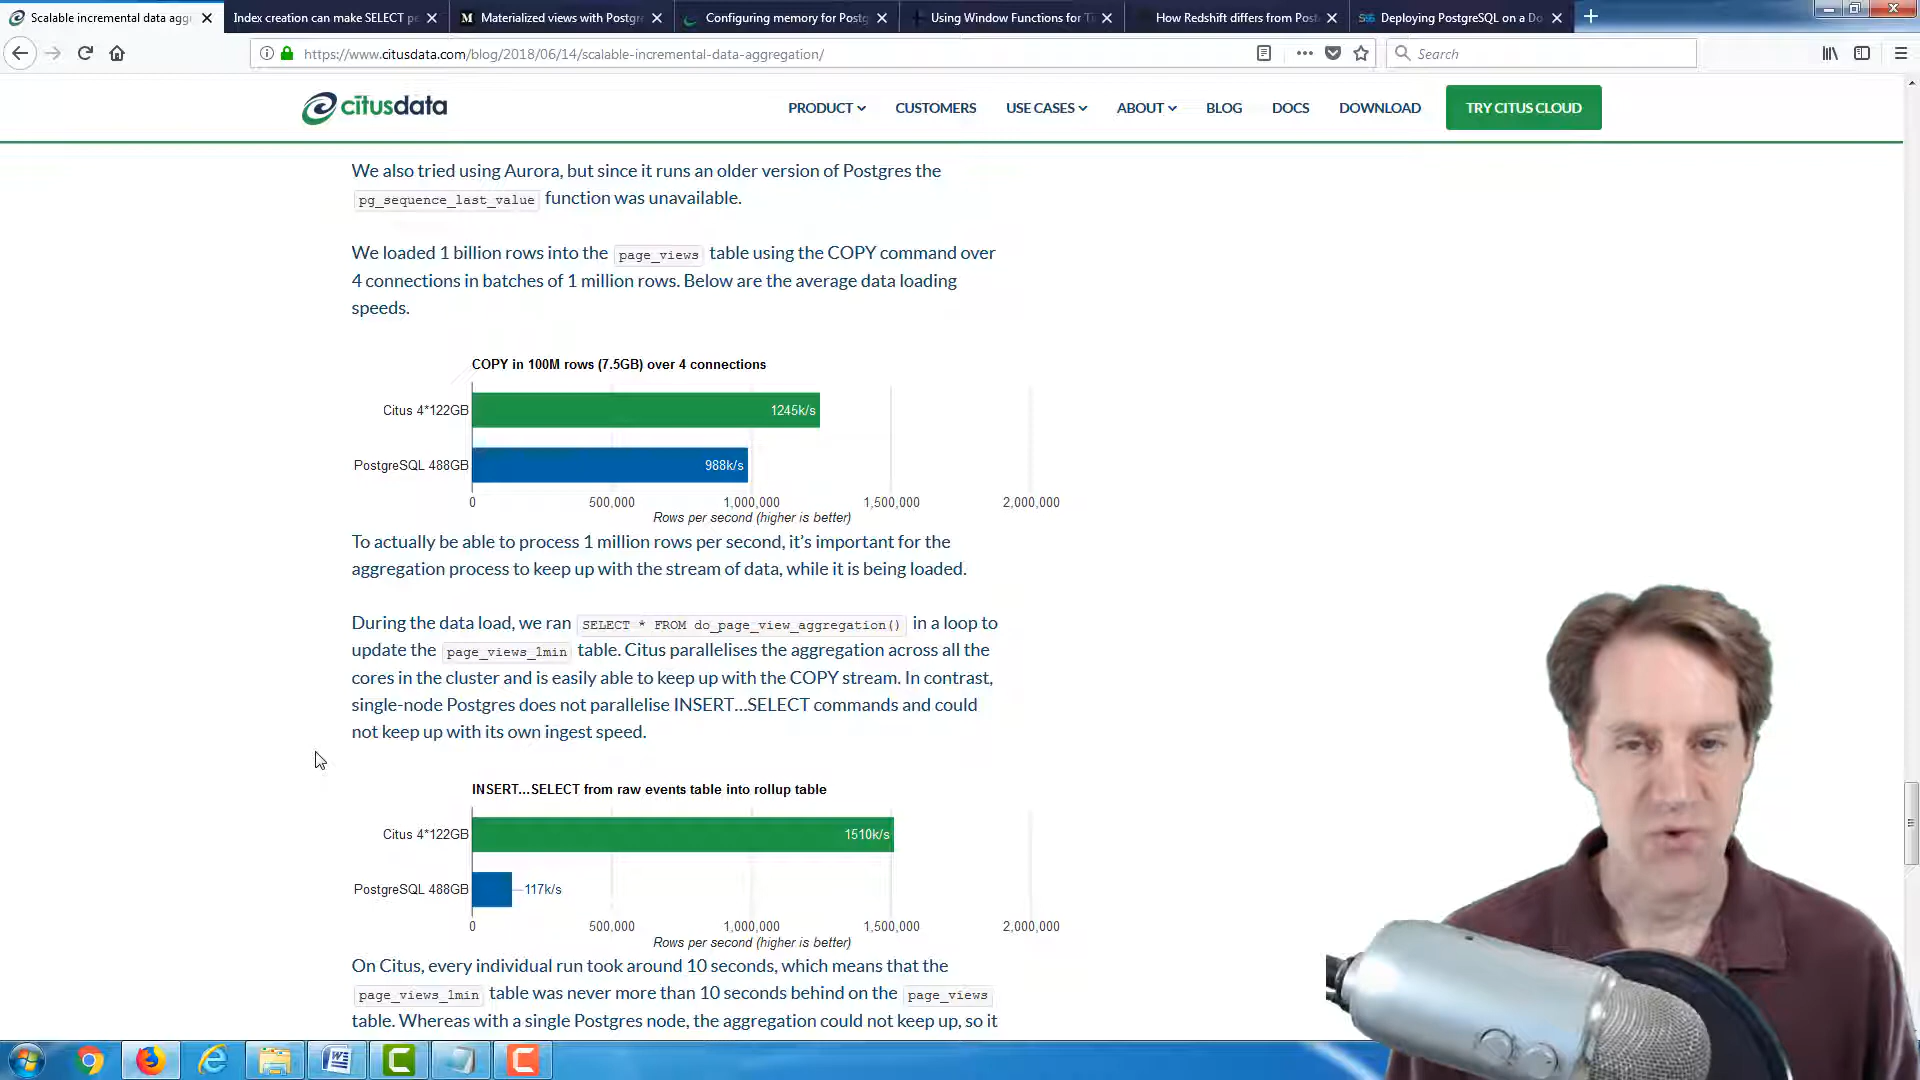 Scalable incremental data aggr
Index creation can make SELECT pe
Materialized views with Postgre
Configuring memory for Postg
Using Window Functions for Ti
How Redshift differs from Post
Deploying PostgreSQL on a Do
https://www.citusdata.com/blog/2018/06/14/scalable-incremental-data-aggregation/
Search
citusdata
PRODUCT
CUSTOMERS
USE CASES
ABOUT
BLOG
DOCS
DOWNLOAD
TRY CITUS CLOUD
We also tried using Aurora, but since it runs an older version of Postgres the
pg_sequence_last_value function was unavailable.
We loaded 1 billion rows into the page_views table using the COPY command over
4 connections in batches of 1 million rows. Below are the average data loading
speeds.
COPY in 100M rows (7.5GB) over 4 connections
Citus 4*122GB 1245k/s
PostgreSQL 488GB 988k/s
0 500,000 1,000,000 1,500,000 2,000,000
Rows per second (higher is better)
To actually be able to process 1 million rows per second, it’s important for the
aggregation process to keep up with the stream of data, while it is being loaded.
During the data load, we ran SELECT * FROM do_page_view_aggregation() in a loop to
update the page_views_1min table. Citus parallelises the aggregation across all the
cores in the cluster and is easily able to keep up with the COPY stream. In contrast,
single-node Postgres does not parallelise INSERT…SELECT commands and could
not keep up with its own ingest speed.
INSERT...SELECT from raw events table into rollup table
Citus 4*122GB 1510k/s
PostgreSQL 488GB 117k/s
0 500,000 1,000,000 1,500,000 2,000,000
Rows per second (higher is better)
On Citus, every individual run took around 10 seconds, which means that the
page_views_1min table was never more than 10 seconds behind on the page_views
table. Whereas with a single Postgres node, the aggregation could not keep up, so it